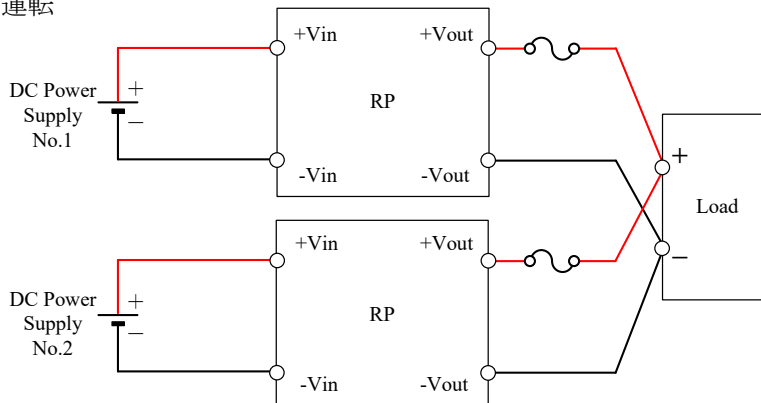 運転
+Vin
+Vout
DC Power
Supply
No.1
+
−
RP
-Vin
-Vout
+
−
Load
+Vin
+Vout
DC Power
Supply
No.2
+
−
RP
-Vin
-Vout